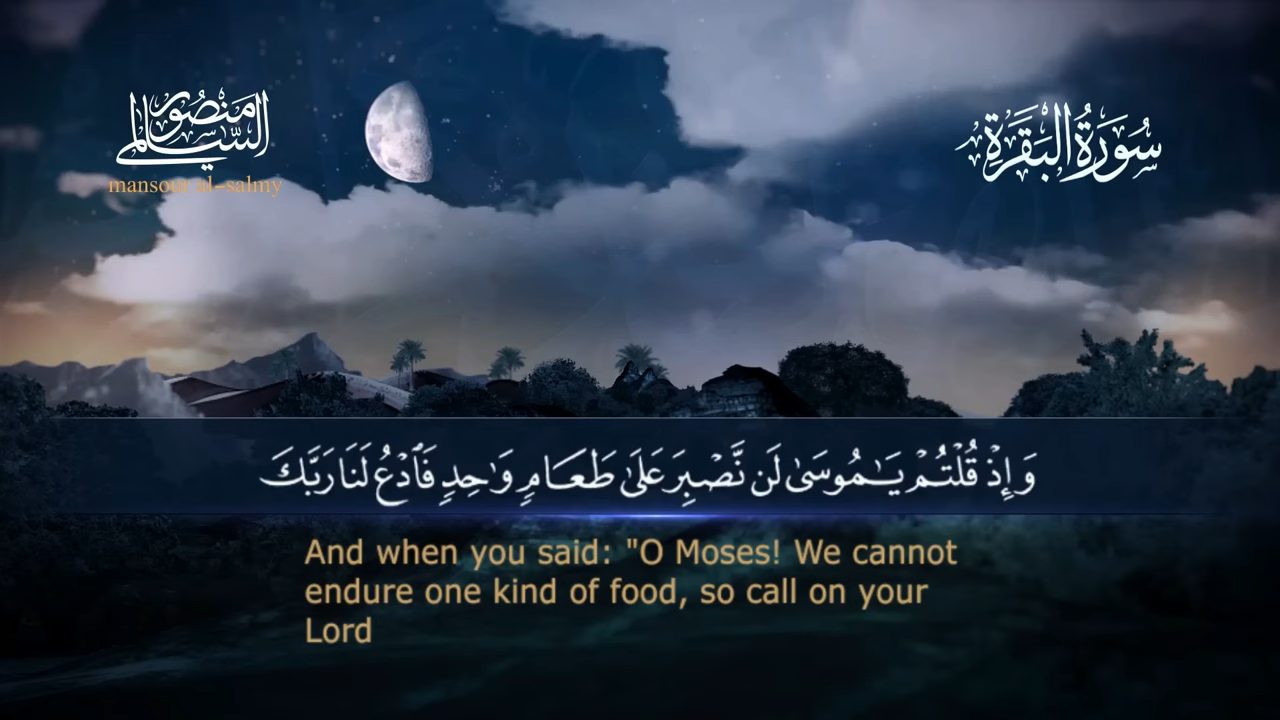 منصور السالمي
mansour al-salmy
سُورَةُ البَقَرَةِ
وَإِذْ قُلْتُمْ يَـٰمُوسَىٰ لَن نَّصْبِرَ عَلَىٰ طَعَامٍ وَٰحِدٍ فَٱدْعُ لَنَا رَبَّكَ
And when you said: "O Moses! We cannot
endure one kind of food, so call on your
Lord